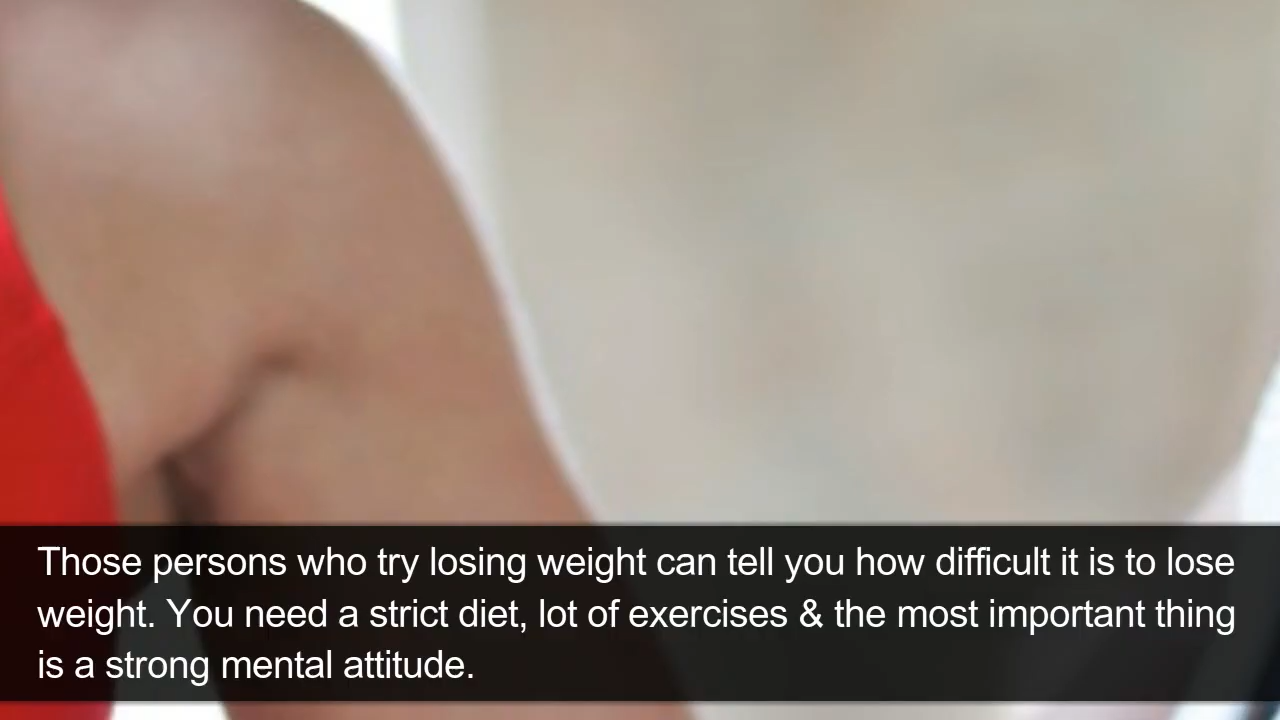 Those persons who try losing weight can tell you how difficult it is to lose
weight. You need a strict diet, lot of exercises & the most important thing
is a strong mental attitude.